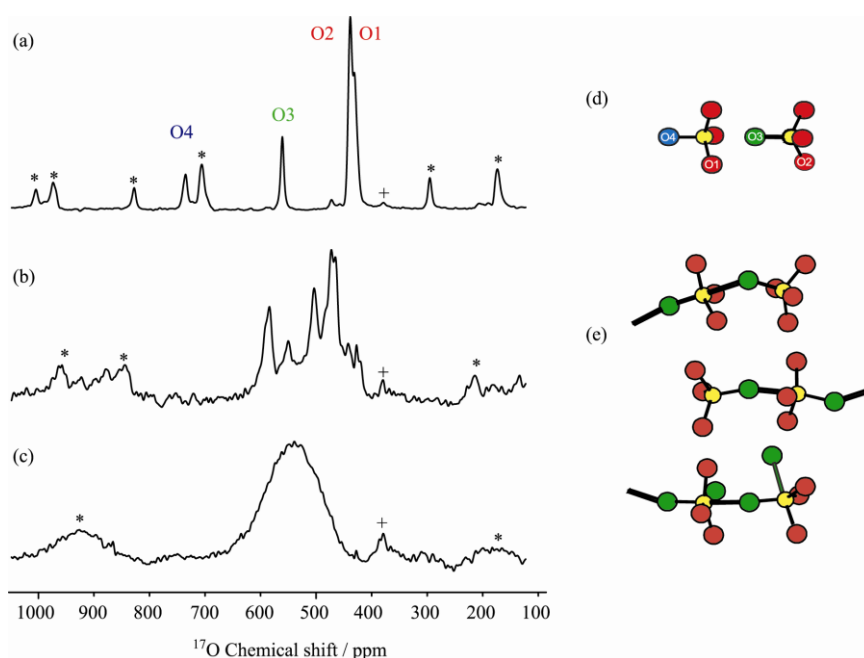 (a)
O2 O1
O3
O4
* * * * + * *
(b)
* * + *
(c)
* + *
1000 900 800 700 600 500 400 300 200 100
¹⁷O Chemical shift / ppm
(d)
O4 O1 O3 O2
(e)